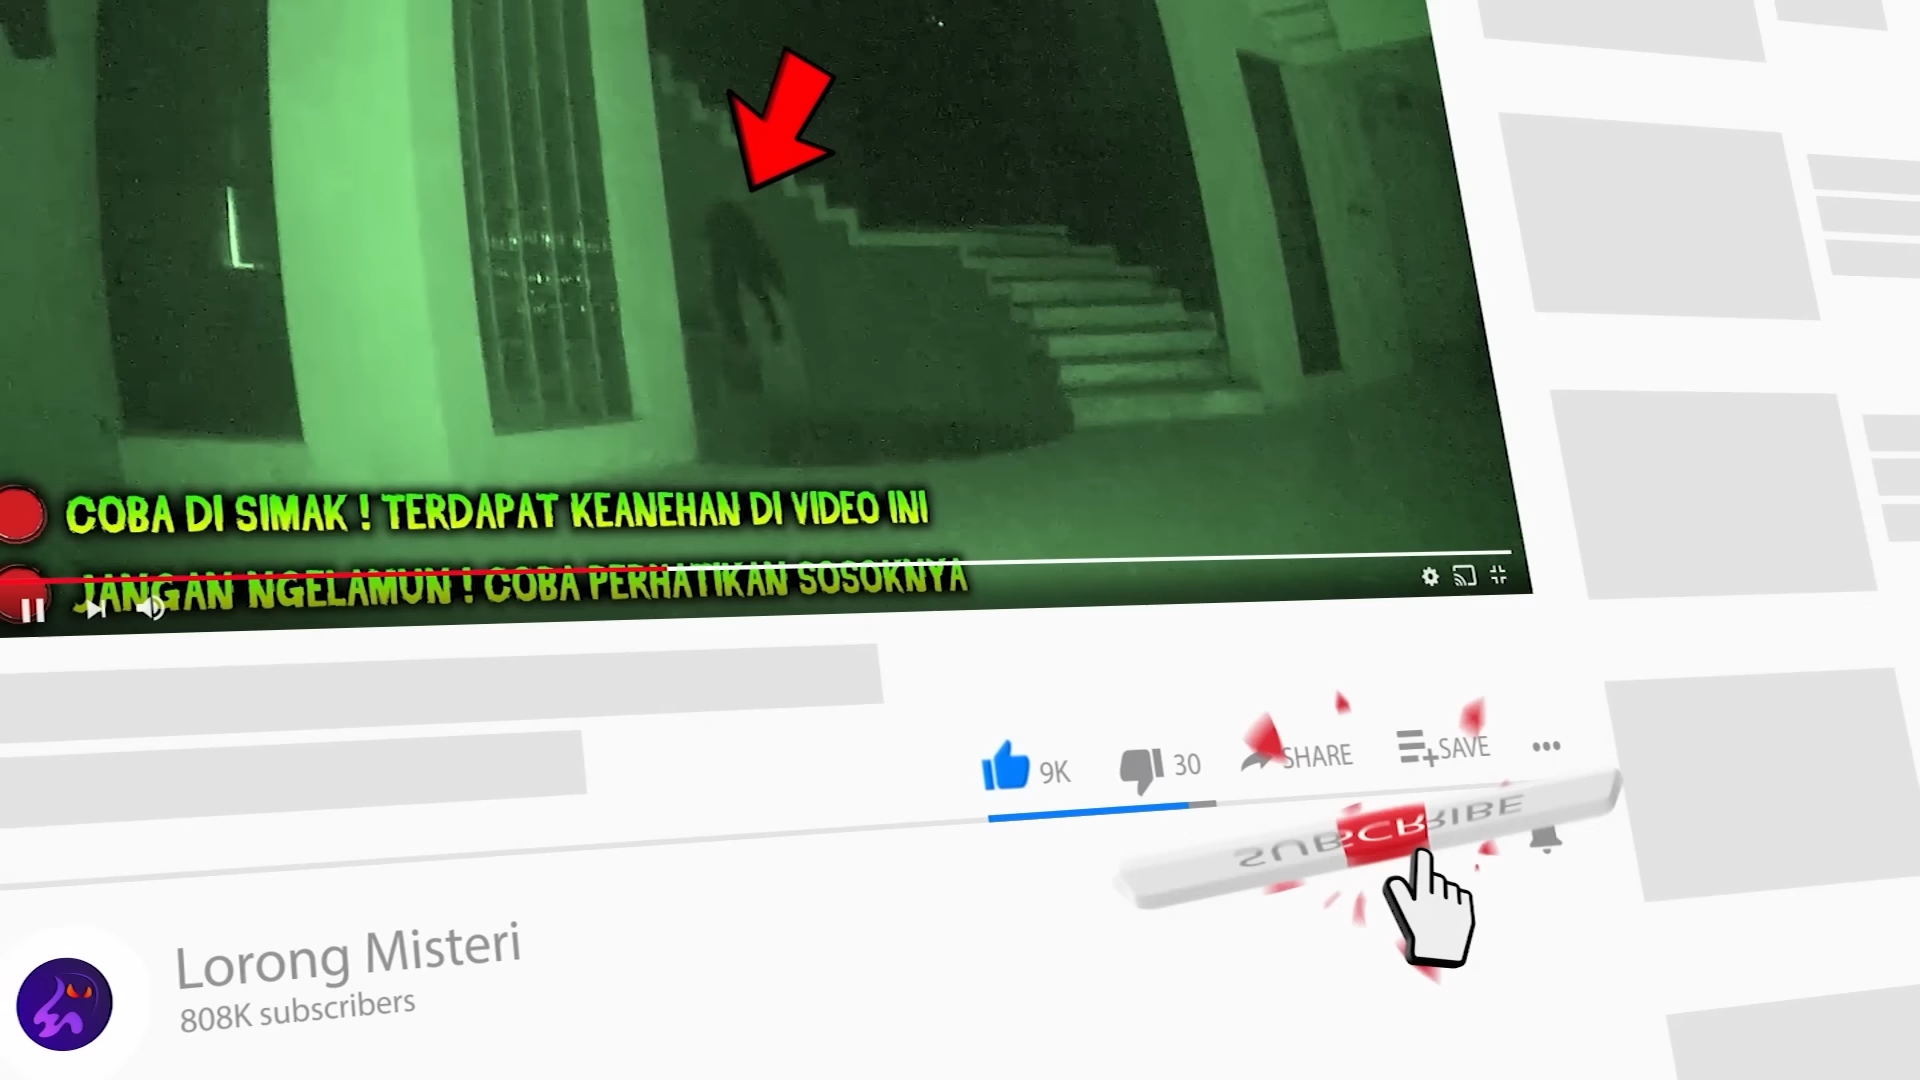 COBA DI SIMAK ! TERDAPAT KEANEHAN DI VIDEO INI
JANGAN NGELAMUN ! COBA PERHATIKAN SOSOKNYA
9K
30
SHARE
SAVE
SUBSCRIBE
Lorong Misteri
808K subscribers